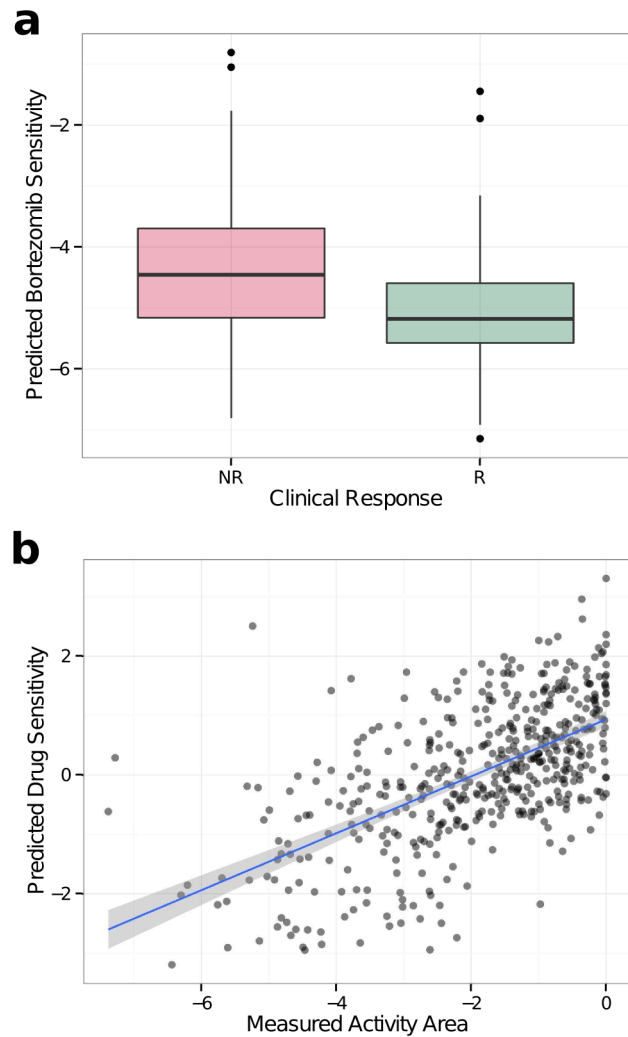 a
Predicted Bortezomib Sensitivity
−2
−4
−6
NR
R
Clinical Response
b
Predicted Drug Sensitivity
2
0
−2
−6
−4
−2
0
Measured Activity Area